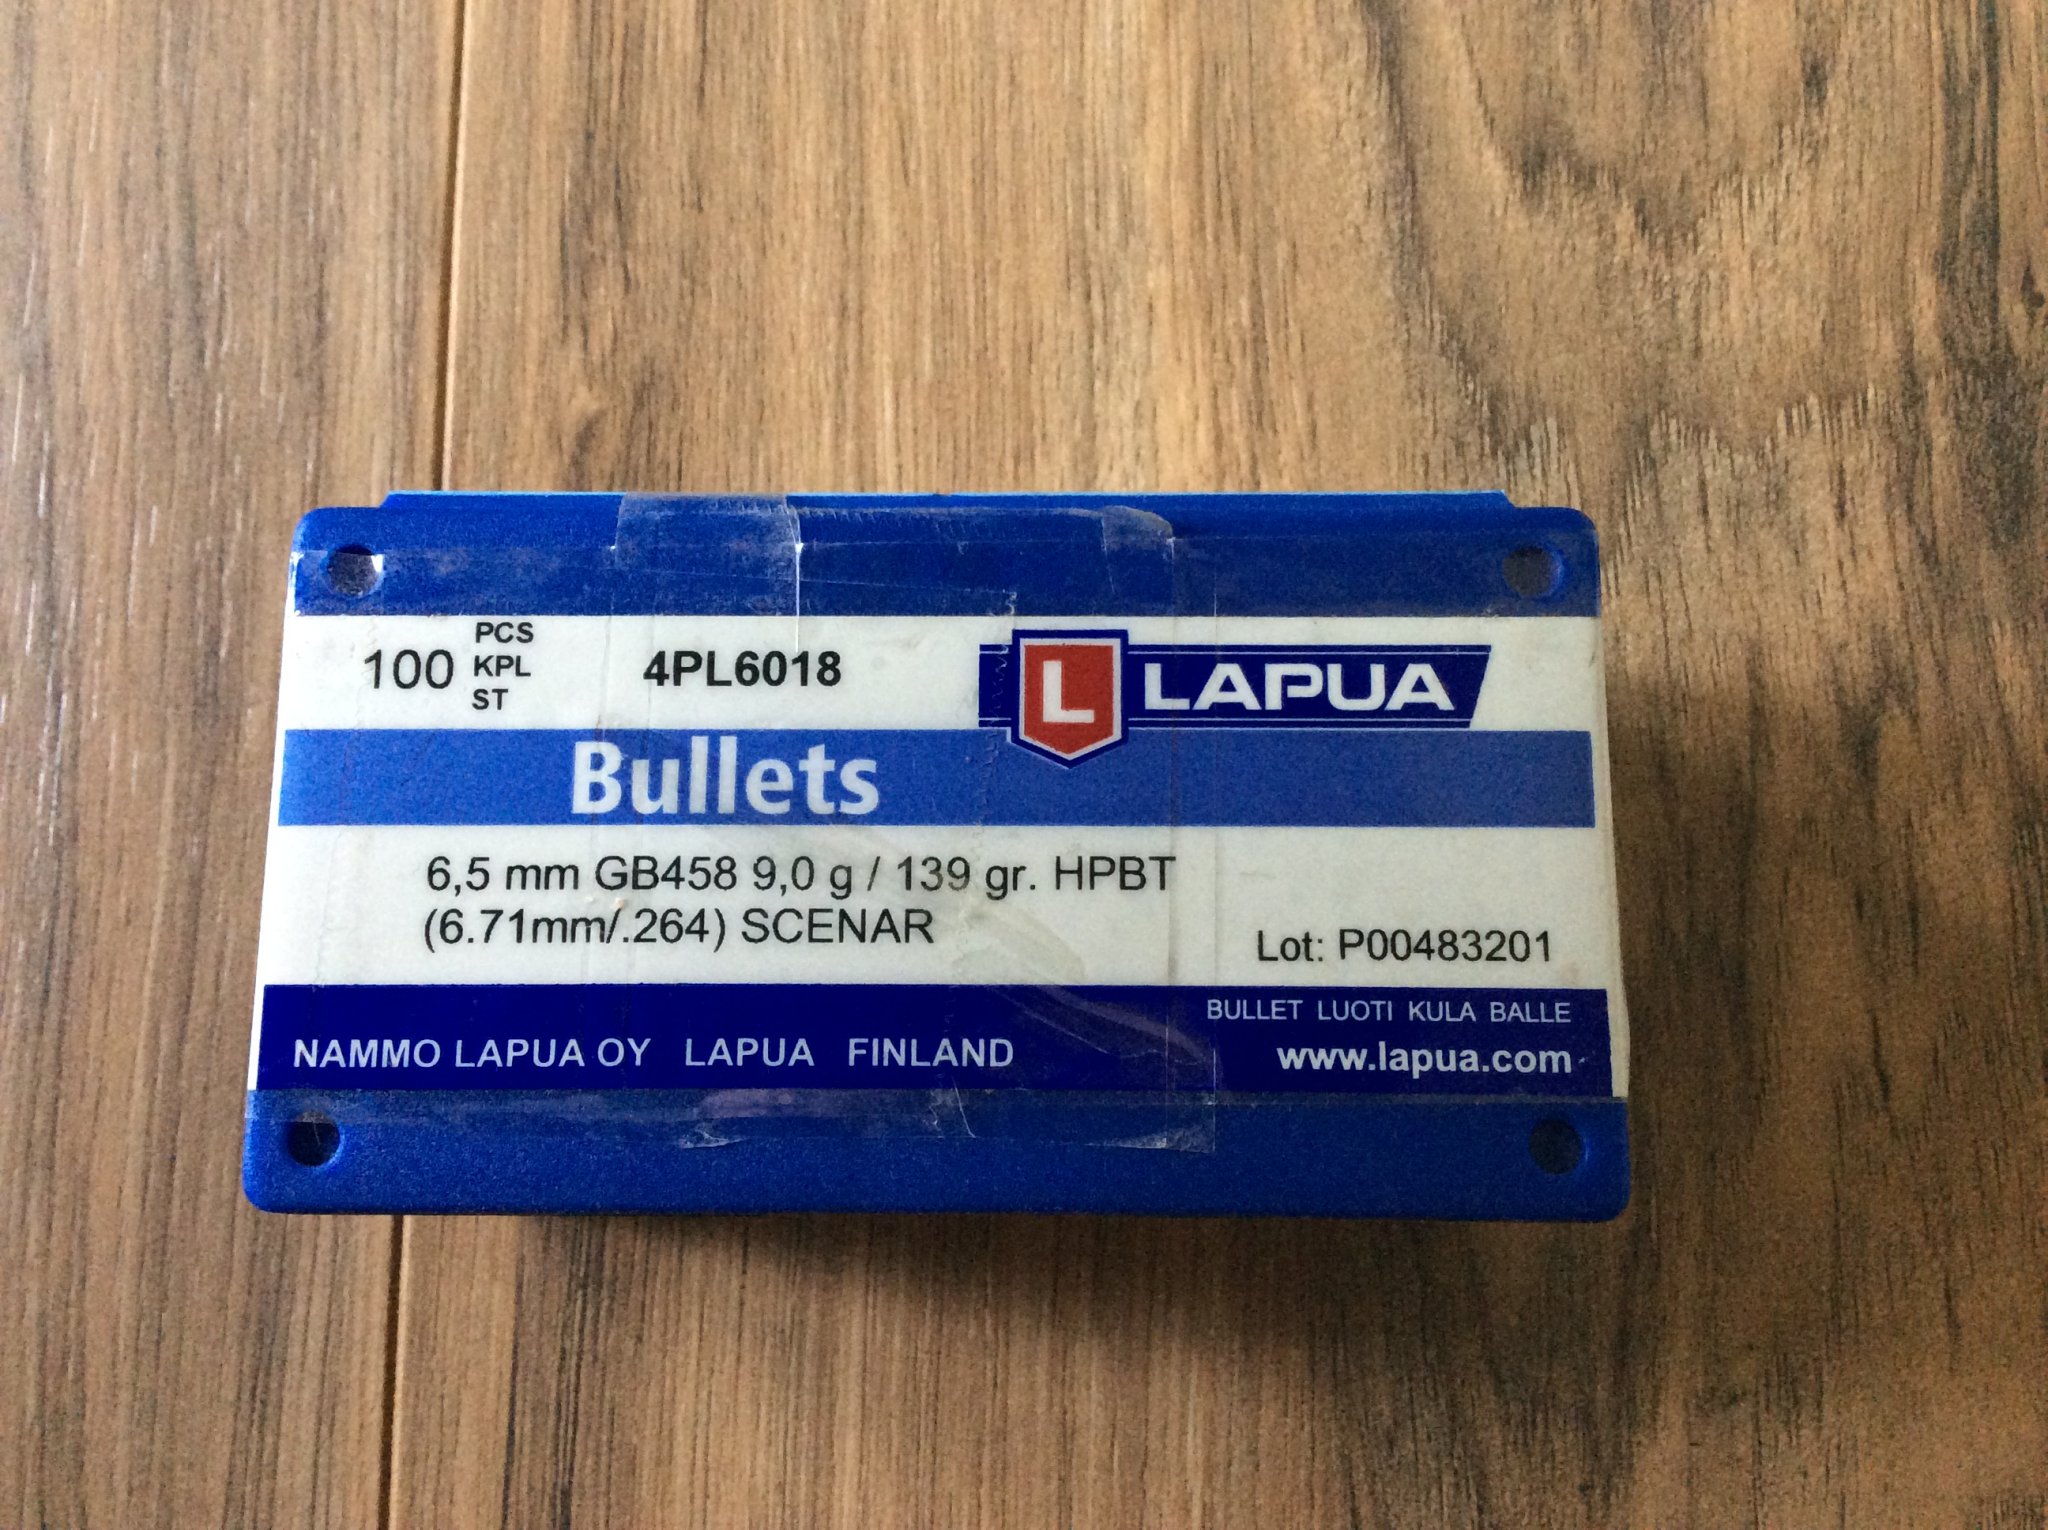 100 PCS
KPL
ST
4PL6018
L LAPUA
Bullets
6,5 mm GB458 9,0 g / 139 gr. HPBT
(6.71mm/.264) SCENAR
Lot: P00483201
BULLET LUOTI KULA BALLE
NAMMO LAPUA OY LAPUA FINLAND
www.lapua.com